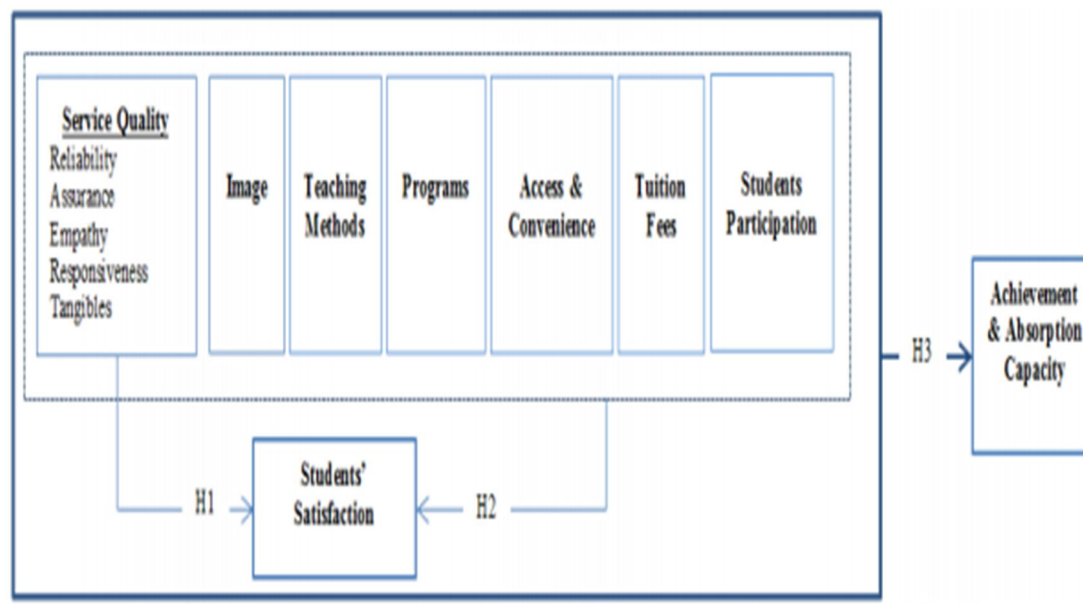 Service Quality
Reliability
Assurance
Empathy
Responsiveness
Tangibles
Image
Teaching
Methods
Programs
Access &
Convenience
Tuition
Fees
Students
Participation
Achievement
& Absorption
Capacity
H3
Students'
Satisfaction
H1
H2